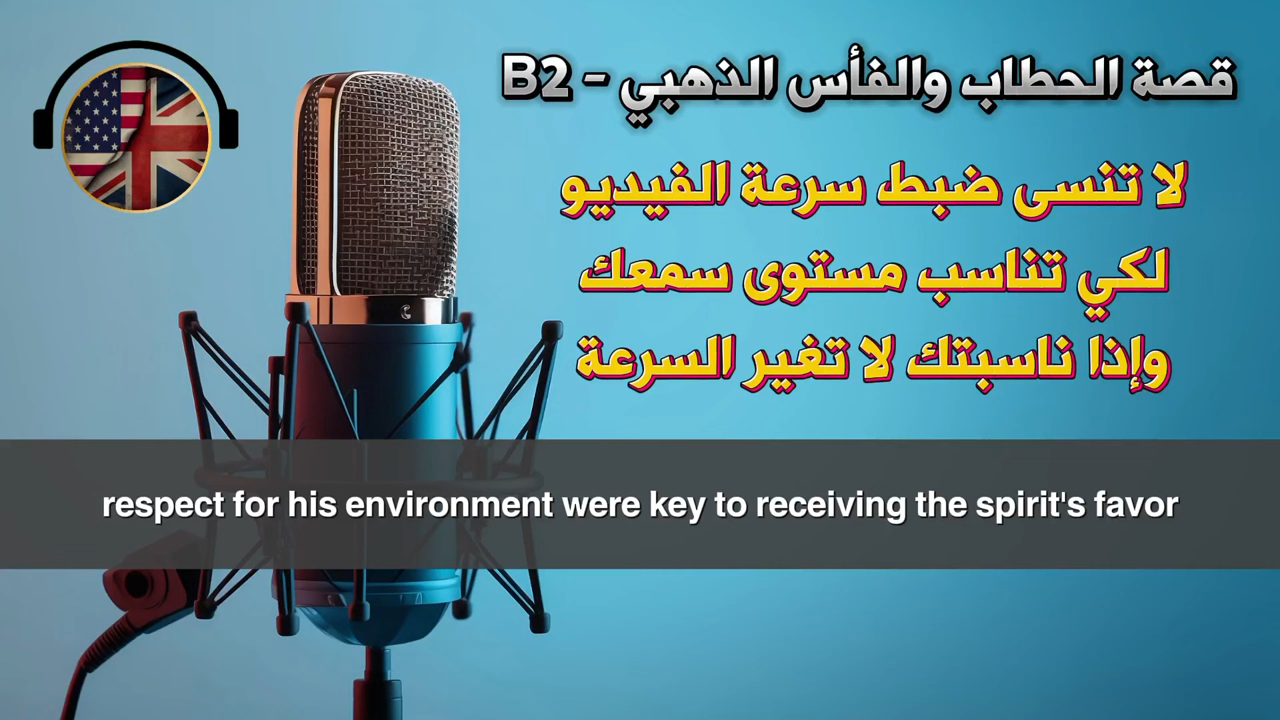 قصة الحطاب والفأس الذهبي - B2
لا تنسى ضبط سرعة الفيديو
لكي تناسب مستوى سمعك
وإذا ناسبتك لا تغير السرعة
respect for his environment were key to receiving the spirit's favor